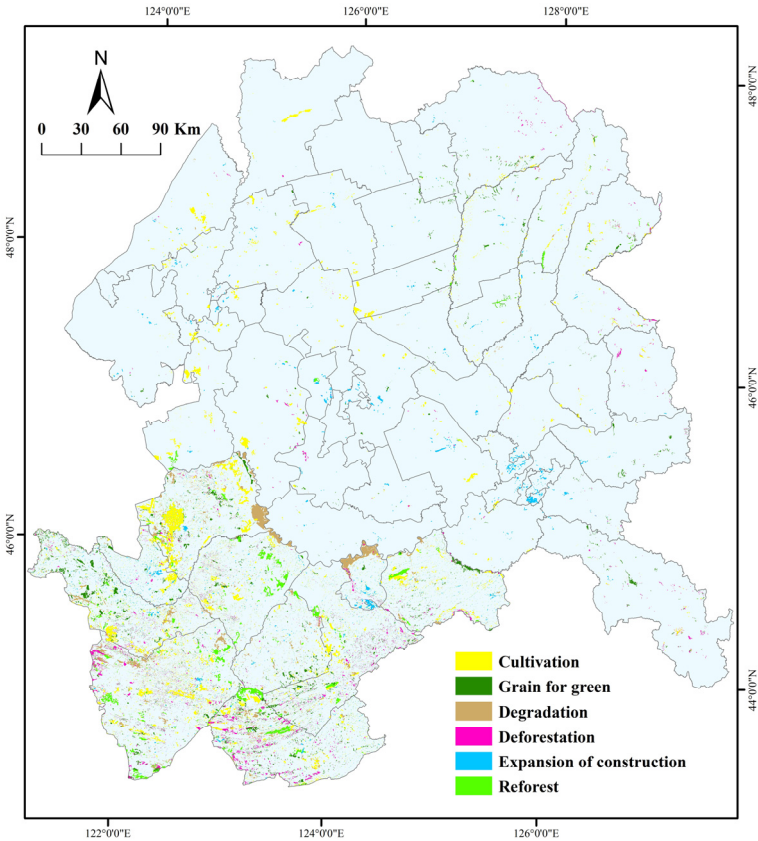 124°0'0"E 126°0'0"E 128°0'0"E
N
0 30 60 90 Km
48°0'0"N
48°0'0"N
46°0'0"N
46°0'0"N
44°0'0"N
Cultivation
Grain for green
Degradation
Deforestation
Expansion of construction
Reforest
122°0'0"E 124°0'0"E 126°0'0"E